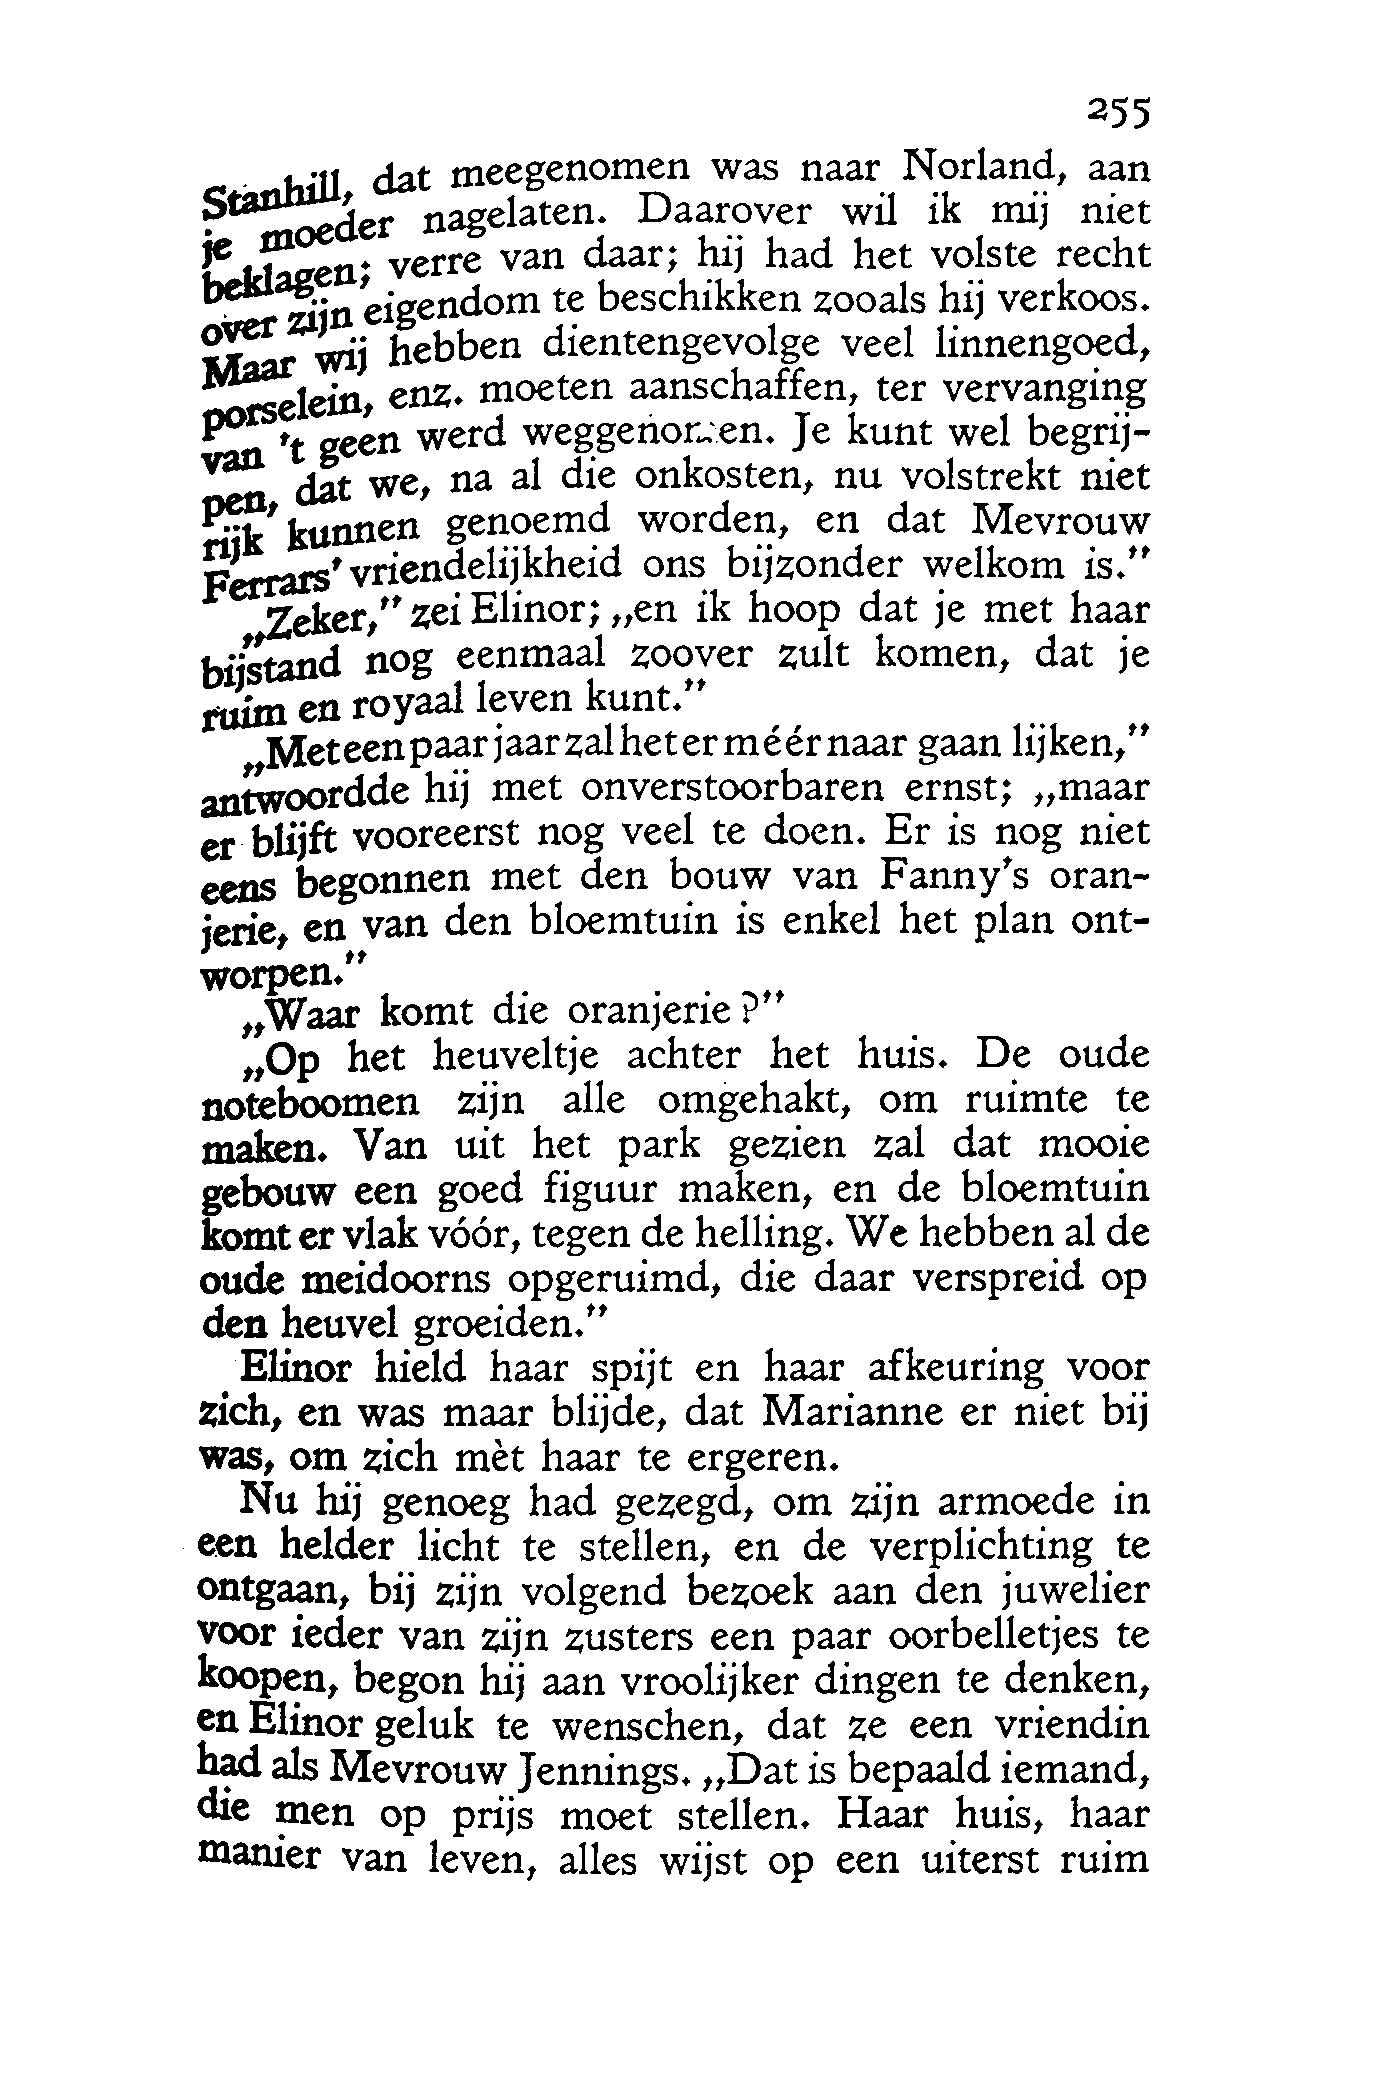 255
Stanhill, dat meegenomen was naar Norland, aan
je moeder nagelaten. Daarover wil ik mij niet
beklagen; verre van daar; hij had het volste recht
over zijn eigendom te beschikken zooals hij verkoos.
Maar wij hebben dientengevolge veel linnengoed,
porselein, enz. moeten aanschaffen, ter vervanging
van 't geen werd weggenomen. Je kunt wel begrij-
pen, dat we, na al die onkosten, nu volstrekt niet
rijk kunnen genoemd worden, en dat Mevrouw
Ferrars' vriendelijkheid ons bijzonder welkom is."
„Zeker," zei Elinor; „en ik hoop dat je met haar
bijstand nog eenmaal zoover zult komen, dat je
ruim en royaal leven kunt."
„Met een paar jaar zal het er méér naar gaan lijken,"
antwoordde hij met onverstoorbaren ernst; „maar
er blijft vooreerst nog veel te doen. Er is nog niet
eens begonnen met den bouw van Fanny's oran-
jerie, en van den bloemtuin is enkel het plan ont-
worpen."
„Waar komt die oranjerie?"
„Op het heuveltje achter het huis. De oude
noteboomen zijn alle omgehakt, om ruimte te
maken. Van uit het park gezien zal dat mooie
gebouw een goed figuur maken, en de bloemtuin
komt er vlak vóór, tegen de helling. We hebben al de
oude meidoorns opgeruimd, die daar verspreid op
den heuvel groeiden."
Elinor hield haar spijt en haar afkeuring voor
zich, en was maar blijde, dat Marianne er niet bij
was, om zich mèt haar te ergeren.
Nu hij genoeg had gezegd, om zijn armoede in
een helder licht te stellen, en de verplichting te
ontgaan, bij zijn volgend bezoek aan den juwelier
voor ieder van zijn zusters een paar oorbelletjes te
koopen, begon hij aan vroolijker dingen te denken,
en Elinor geluk te wenschen, dat ze een vriendin
had als Mevrouw Jennings. „Dat is bepaald iemand,
die men op prijs moet stellen. Haar huis, haar
manier van leven, alles wijst op een uiterst ruim